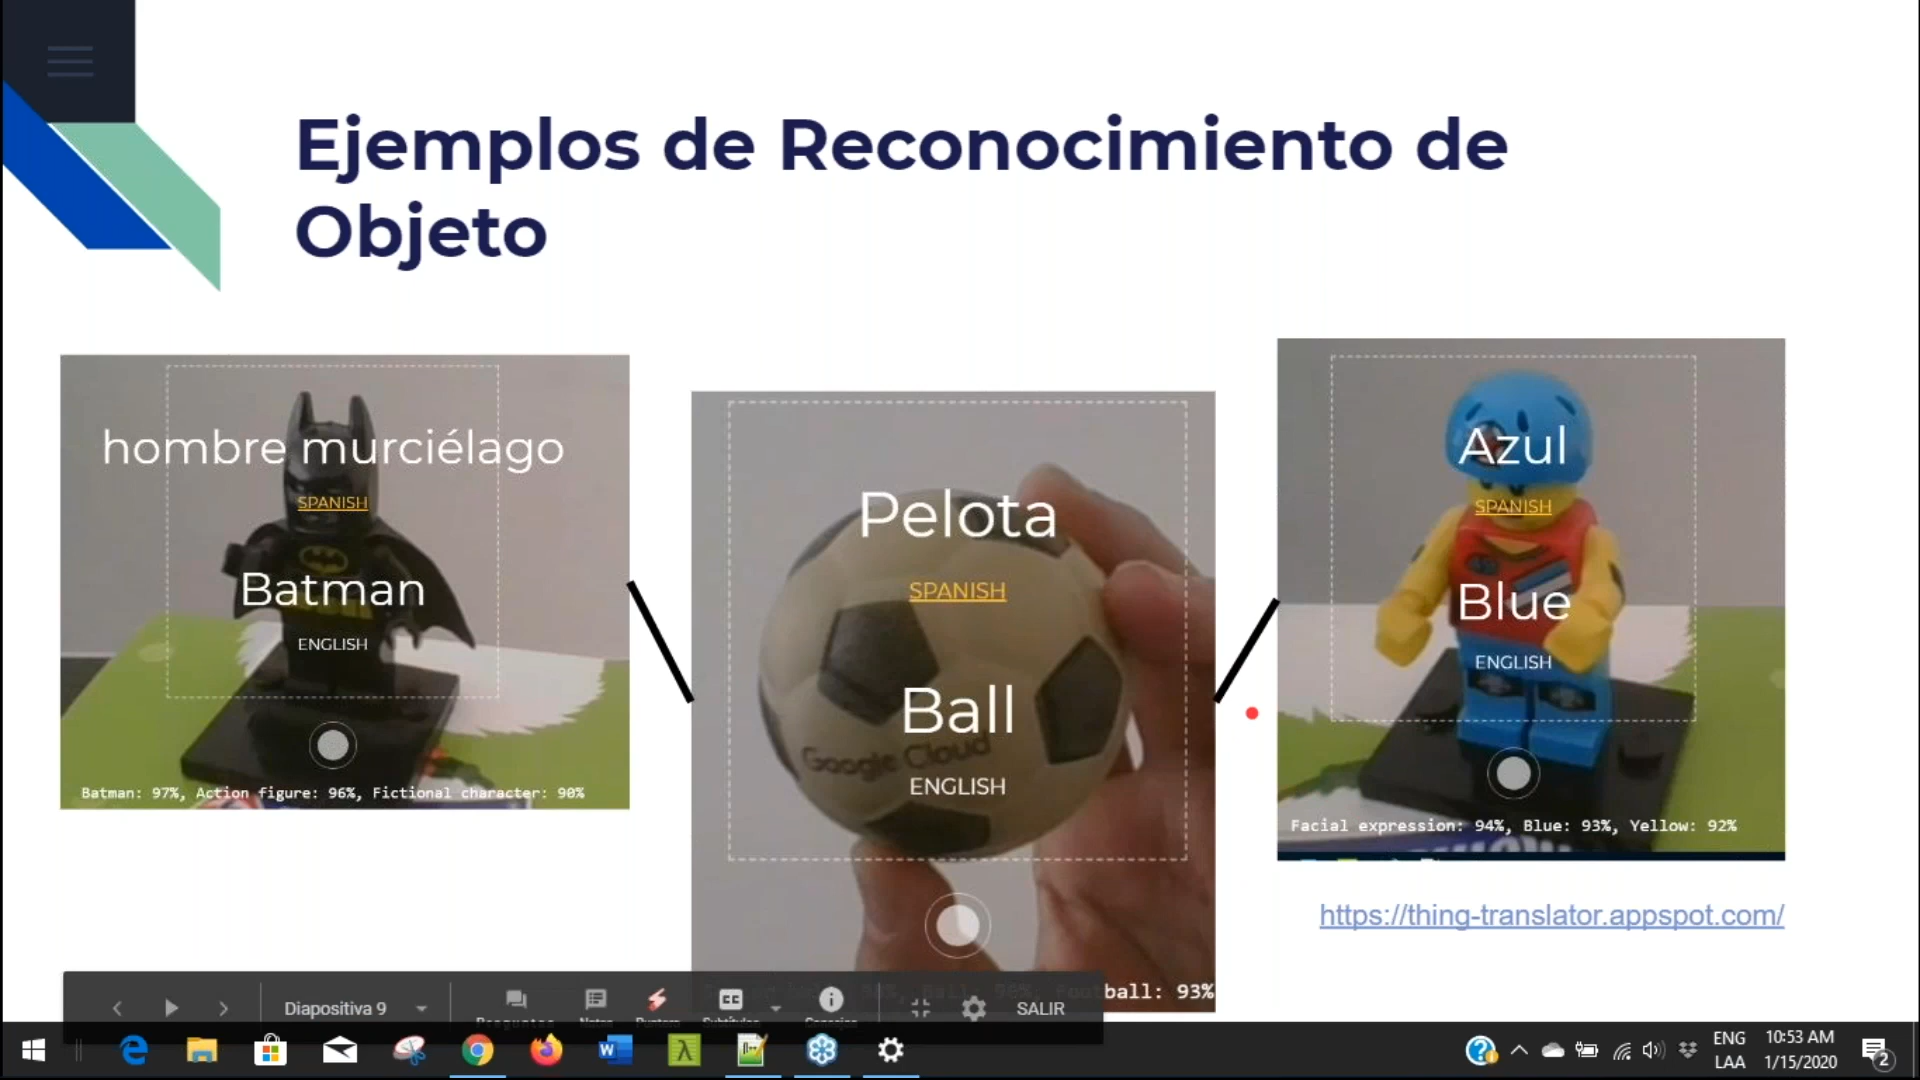 Ejemplos de Reconocimiento de
Objeto
hombre murciélago
SPANISH
Batman
ENGLISH
Batman: 97%, Action figure: 96%, Fictional character: 90%
Pelota
SPANISH
Ball
Google Cloud
ENGLISH
ball: 93%
Azul
SPANISH
Blue
ENGLISH
Facial expression: 94%, Blue: 93%, Yellow: 92%
https://thing-translator.appspot.com/
Diapositiva 9
SALIR
ENG
LAA
10:53 AM
1/15/2020
2